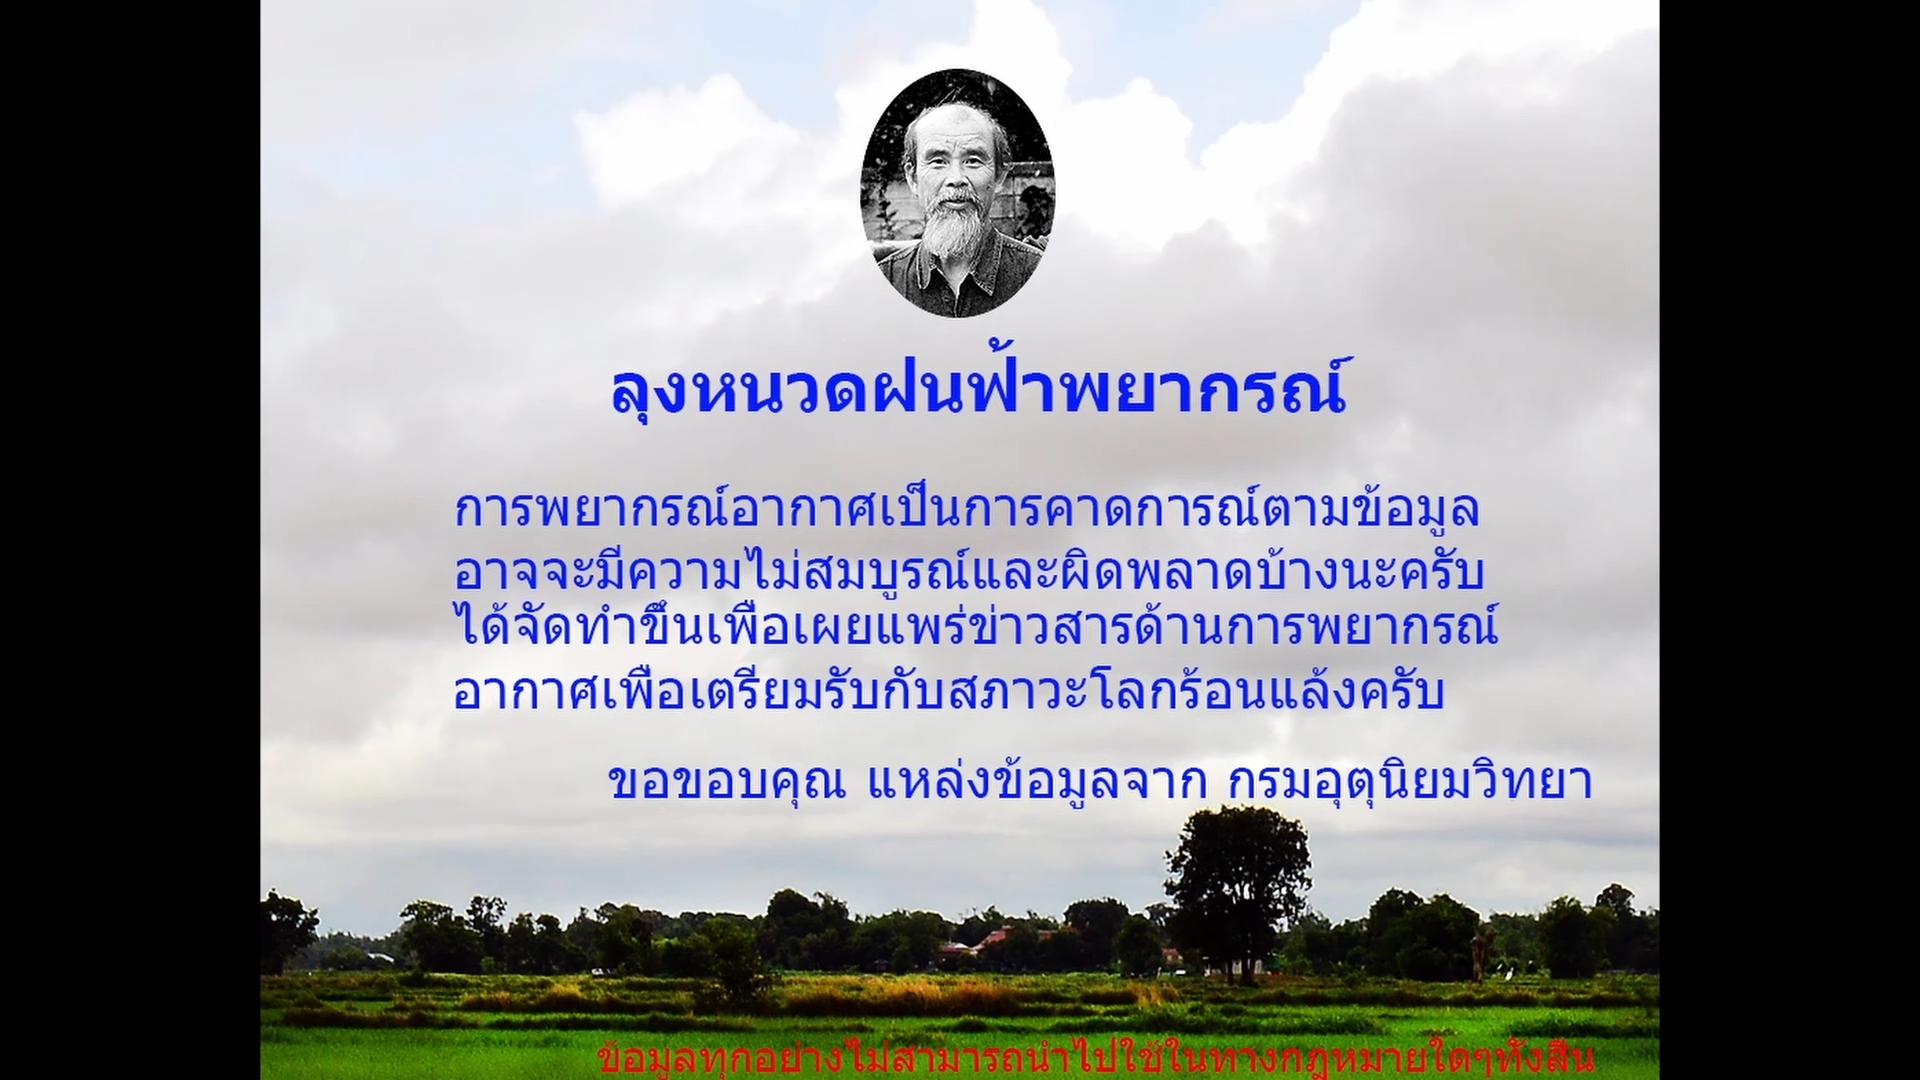 ลุงหนวดฝนฟ้าพยากรณ์
การพยากรณ์อากาศเป็นการคาดการณ์ตามข้อมูล
อาจจะมีความไม่สมบูรณ์และผิดพลาดบ้างนะครับ
ได้จัดทำขึ้นเพื่อเผยแพร่ข่าวสารด้านการพยากรณ์
อากาศเพื่อเตรียมรับกับสภาวะโลกร้อนแล้งครับ
ขอขอบคุณ แหล่งข้อมูลจาก กรมอุตุนิยมวิทยา
ข้อมูลทุกอย่างไม่สามารถนำไปใช้ในทางกฎหมายใดๆทั้งสิ้น